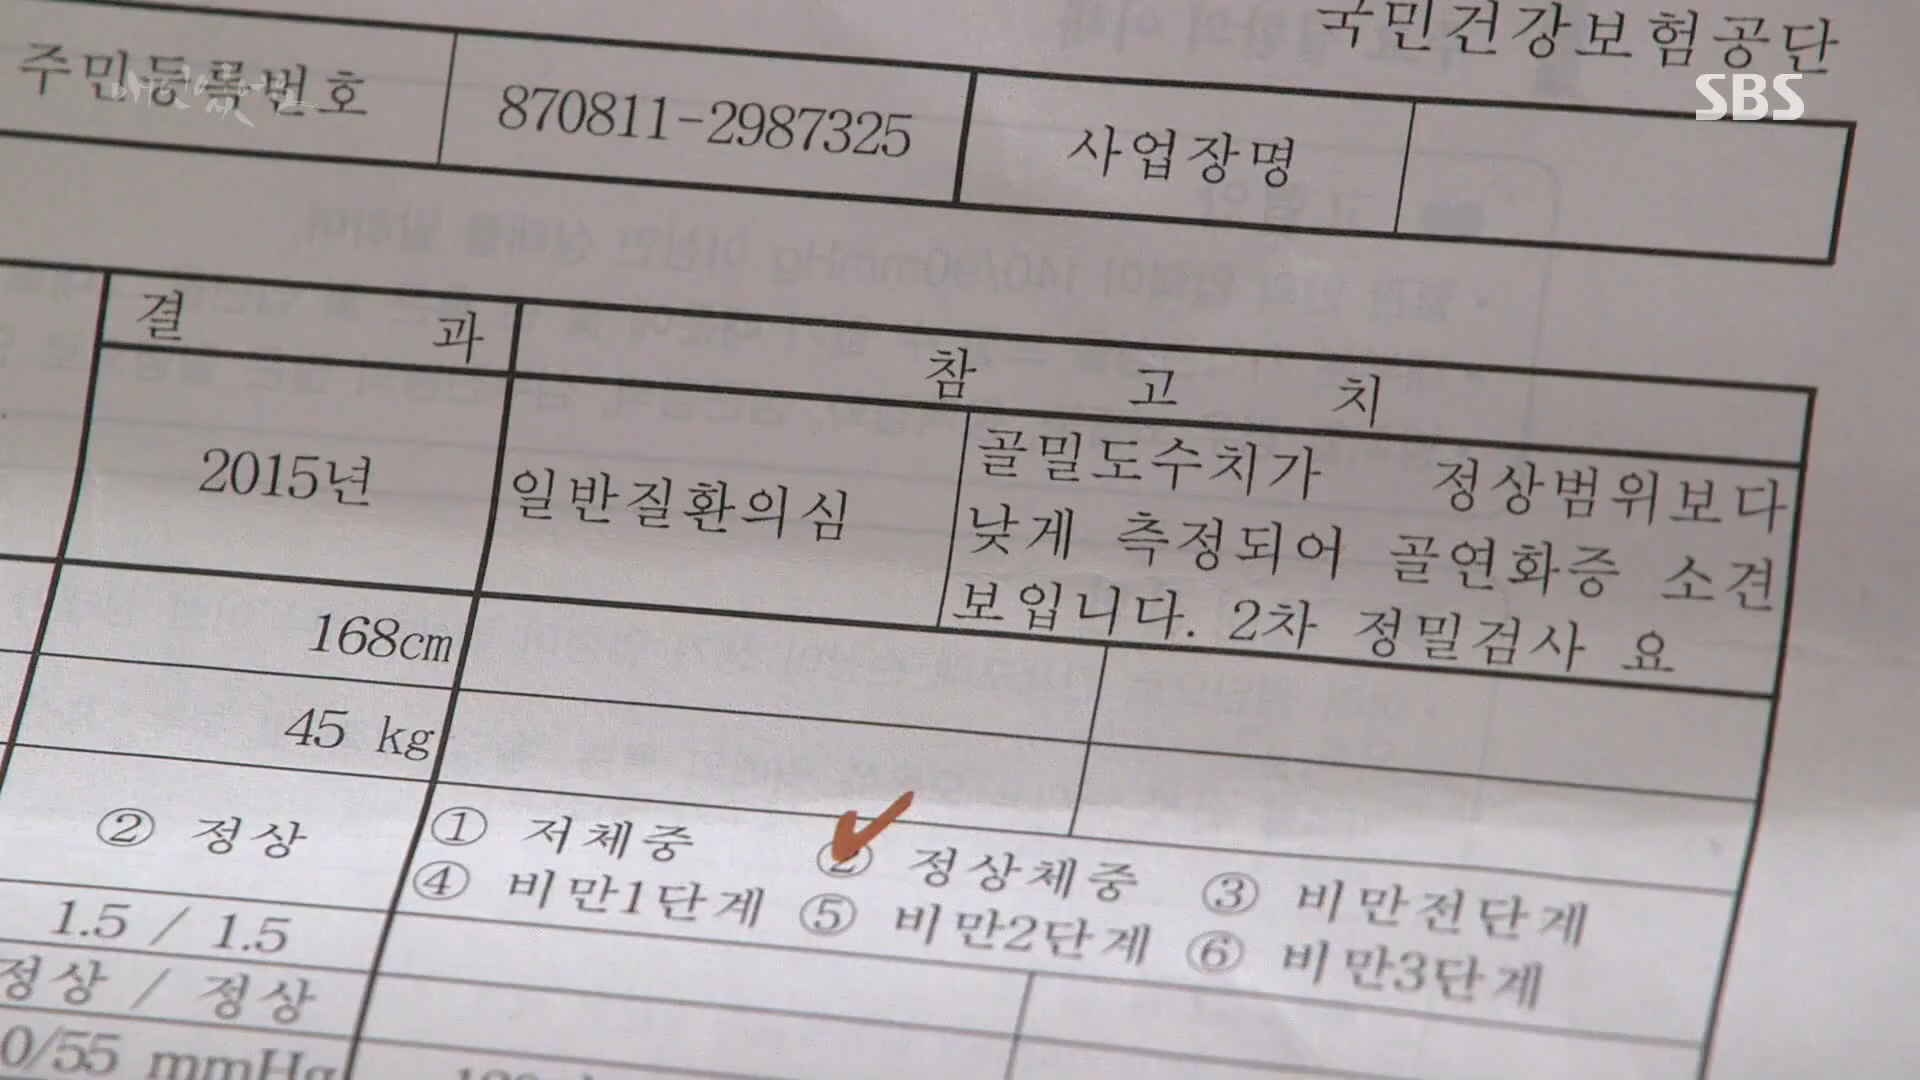 국민건강보험공단
SBS
주민등록번호 870811-2987325 사업장명
결 과 참 고 치
2015년 일반질환의심 골밀도수치가 정상범위보다
낮게 측정되어 골연화증 소견
보입니다. 2차 정밀검사 요
168cm
45 kg
② 정상 ① 저체중 ② 정상체중 ③ 비만전단계
④ 비만1단계 ⑤ 비만2단계 ⑥ 비만3단계
1.5 / 1.5
정상 / 정상
0/55 mmHg